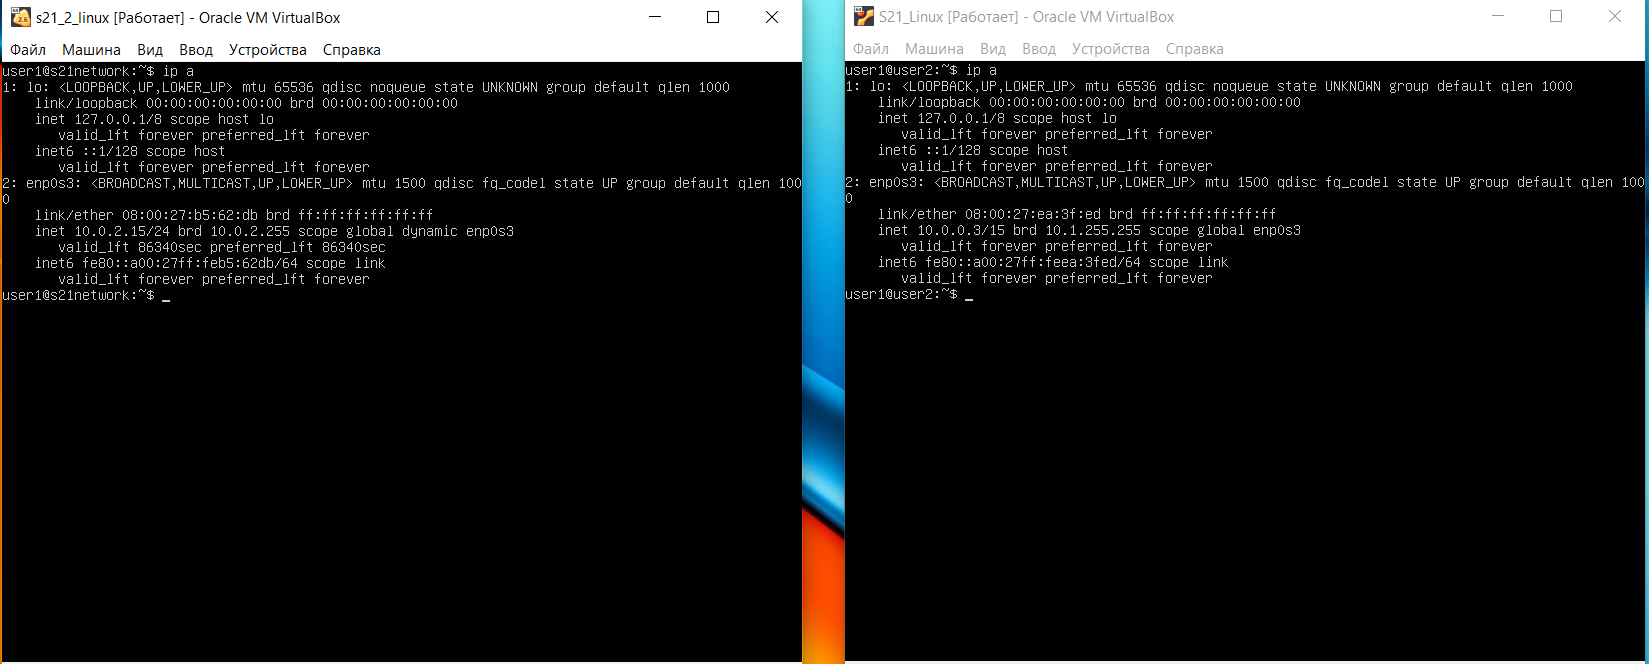 s21_2_linux [Работает] - Oracle VM VirtualBox
Файл Машина Вид Ввод Устройства Справка
user1@s21network:~$ ip a
1: lo: <LOOPBACK,UP,LOWER_UP> mtu 65536 qdisc noqueue state UNKNOWN group default qlen 1000
    link/loopback 00:00:00:00:00:00 brd 00:00:00:00:00:00
    inet 127.0.0.1/8 scope host lo
       valid_lft forever preferred_lft forever
    inet6 ::1/128 scope host
       valid_lft forever preferred_lft forever
2: enp0s3: <BROADCAST,MULTICAST,UP,LOWER_UP> mtu 1500 qdisc fq_codel state UP group default qlen 100
0
    link/ether 08:00:27:b5:62:db brd ff:ff:ff:ff:ff:ff
    inet 10.0.2.15/24 brd 10.0.2.255 scope global dynamic enp0s3
       valid_lft 86340sec preferred_lft 86340sec
    inet6 fe80::a00:27ff:feb5:62db/64 scope link
       valid_lft forever preferred_lft forever
user1@s21network:~$ _
S21_Linux [Работает] - Oracle VM VirtualBox
Файл Машина Вид Ввод Устройства Справка
user1@user2:~$ ip a
1: lo: <LOOPBACK,UP,LOWER_UP> mtu 65536 qdisc noqueue state UNKNOWN group default qlen 1000
    link/loopback 00:00:00:00:00:00 brd 00:00:00:00:00:00
    inet 127.0.0.1/8 scope host lo
       valid_lft forever preferred_lft forever
    inet6 ::1/128 scope host
       valid_lft forever preferred_lft forever
2: enp0s3: <BROADCAST,MULTICAST,UP,LOWER_UP> mtu 1500 qdisc fq_codel state UP group default qlen 100
0
    link/ether 08:00:27:ea:3f:ed brd ff:ff:ff:ff:ff:ff
    inet 10.0.0.3/15 brd 10.1.255.255 scope global enp0s3
       valid_lft forever preferred_lft forever
    inet6 fe80::a00:27ff:feea:3fed/64 scope link
       valid_lft forever preferred_lft forever
user1@user2:~$ _